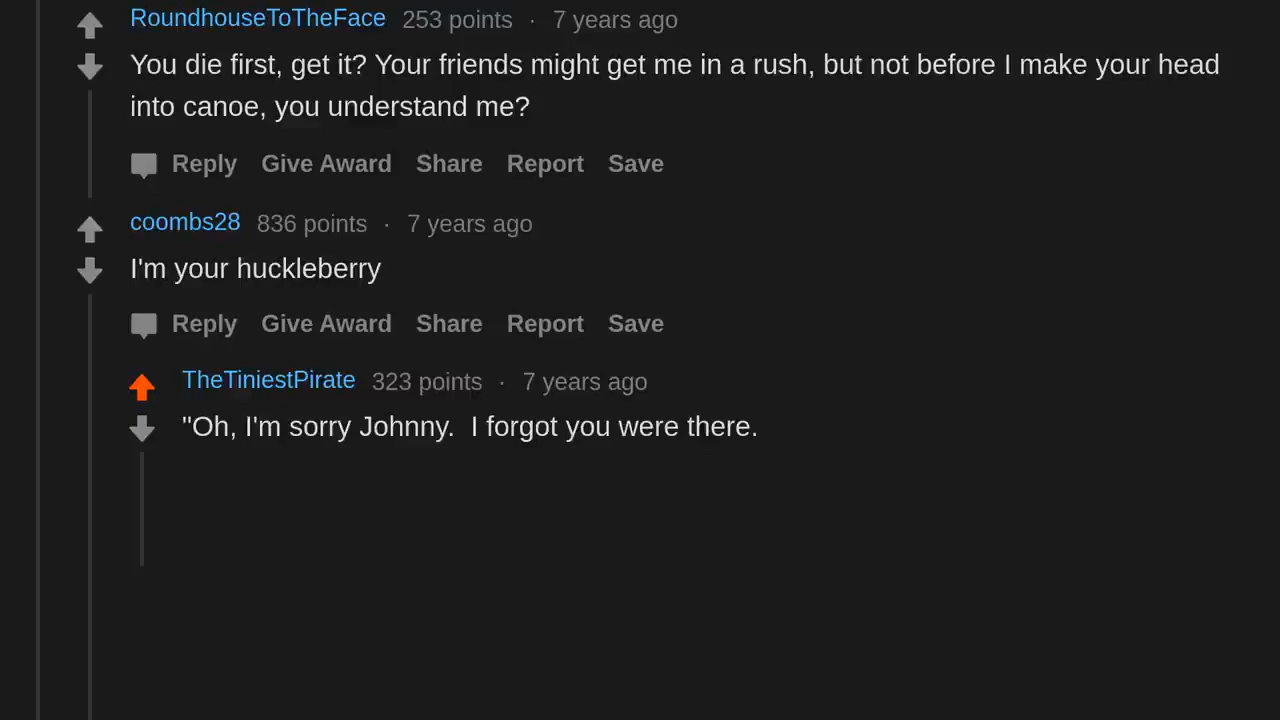 RoundhouseToTheFace 253 points · 7 years ago
You die first, get it? Your friends might get me in a rush, but not before I make your head
into canoe, you understand me?
Reply Give Award Share Report Save
coombs28 836 points · 7 years ago
I'm your huckleberry
Reply Give Award Share Report Save
TheTiniestPirate 323 points · 7 years ago
"Oh, I'm sorry Johnny.  I forgot you were there.